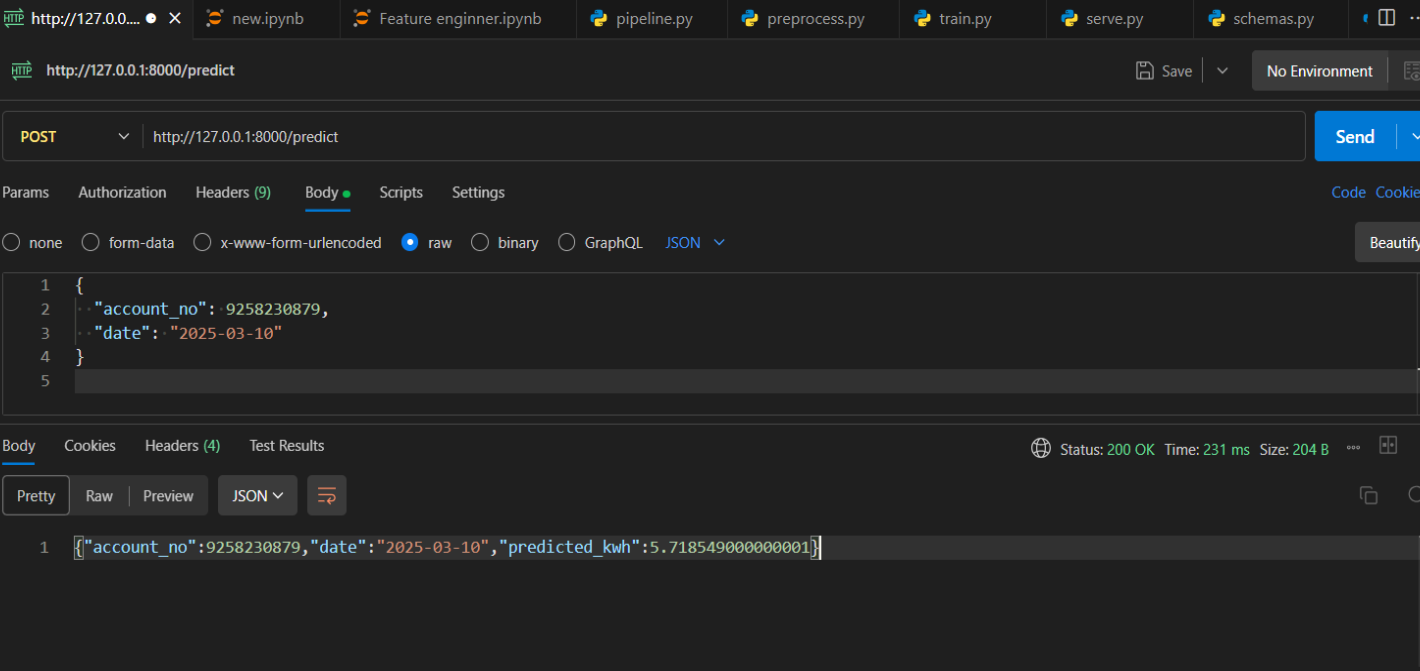 HTTP http://127.0.0.... new.ipynb Feature enginner.ipynb pipeline.py preprocess.py train.py serve.py schemas.py
HTTP http://127.0.0.1:8000/predict Save No Environment
POST http://127.0.0.1:8000/predict Send
Params Authorization Headers (9) Body Scripts Settings Code Cookie
none form-data x-www-form-urlencoded raw binary GraphQL JSON Beautify
1 {
2 "account_no": 9258230879,
3 "date": "2025-03-10"
4 }
5
Body Cookies Headers (4) Test Results Status: 200 OK Time: 231 ms Size: 204 B
Pretty Raw Preview JSON
1 {"account_no":9258230879,"date":"2025-03-10","predicted_kwh":5.718549000000001}